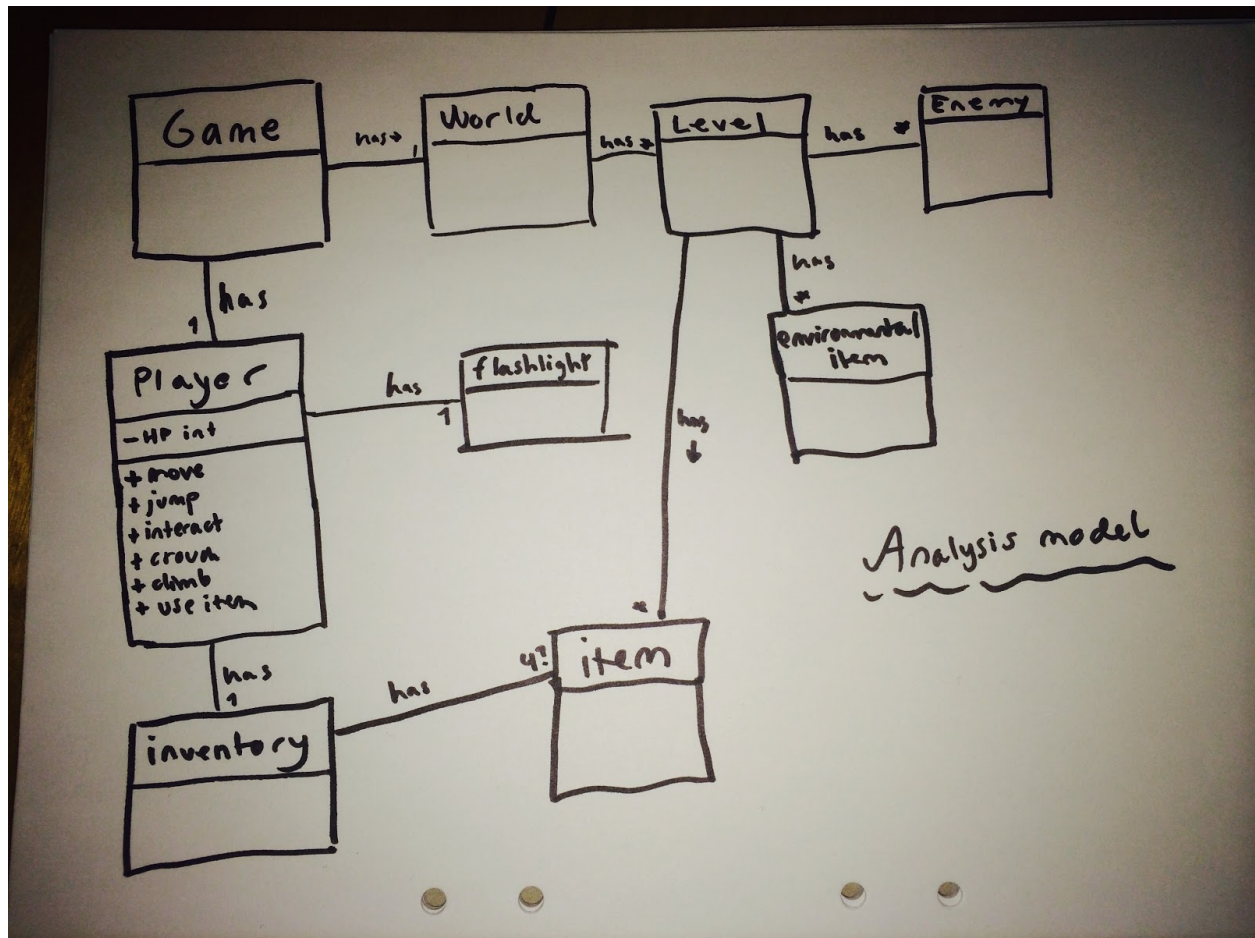 Game
has→
1
World
has *
Level
has
*
Enemy
has
1
has
*
environmental
item
Player
- HP int
+ move
+ jump
+ interact
+ crouch
+ climb
+ use item
has
1
flashlight
has
↓
*
Analysis model
has
1
inventory
has
4?
item